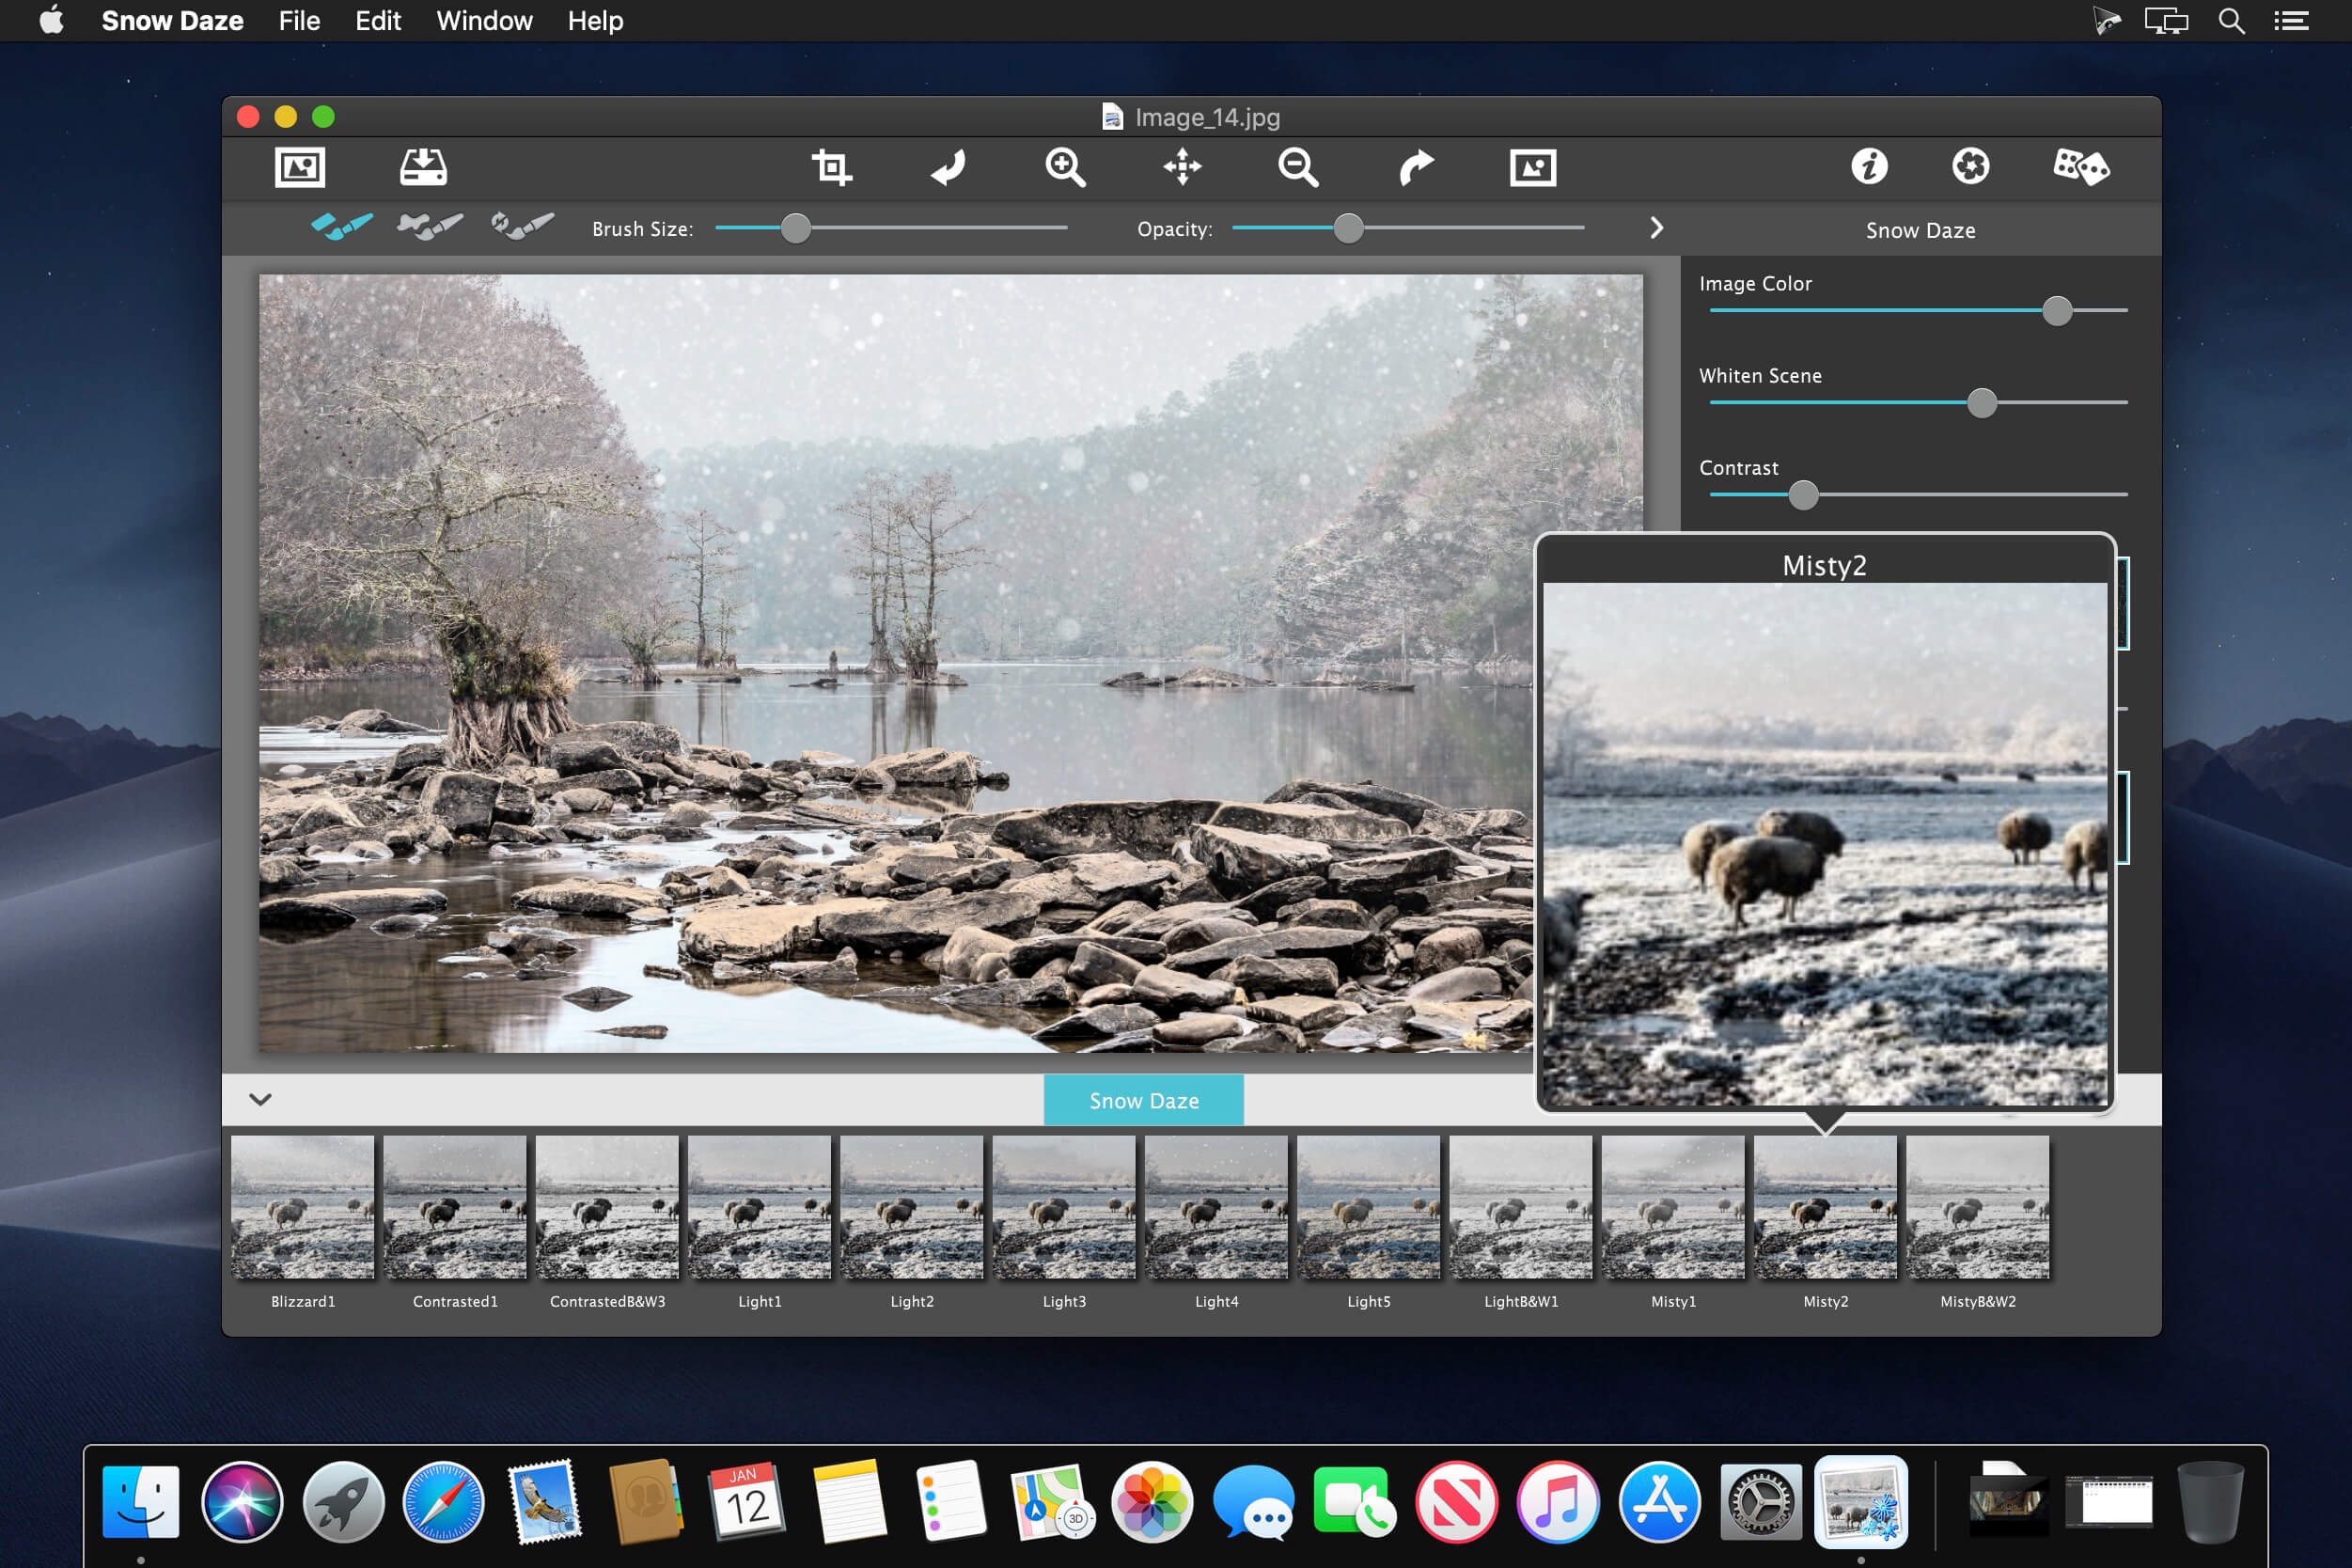 Snow Daze File Edit Window Help
Image_14.jpg
Brush Size: Opacity: Snow Daze
Image Color
Whiten Scene
Contrast
Misty2
Snow Daze
Blizzard1 Contrasted1 ContrastedB&W3 Light1 Light2 Light3 Light4 Light5 LightB&W1 Misty1 Misty2 MistyB&W2
JAN
12
3D